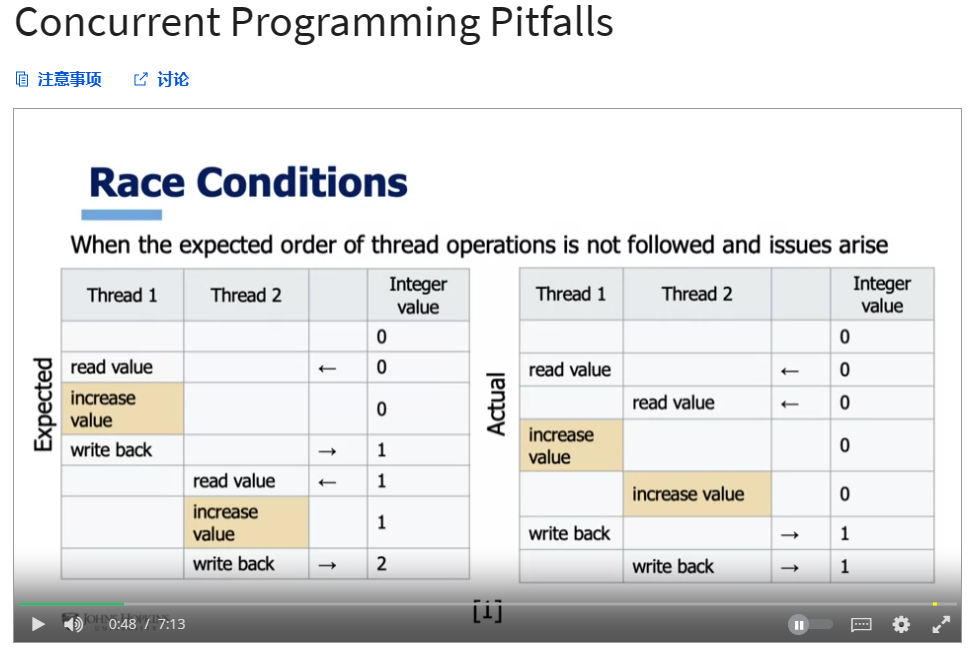 Concurrent Programming Pitfalls
注意事项 讨论
Race Conditions
When the expected order of thread operations is not followed and issues arise
Expected
Thread 1 Thread 2 Integer value
0
read value ← 0
increase value 0
write back → 1
read value ← 1
increase value 1
write back → 2
Actual
Thread 1 Thread 2 Integer value
0
read value ← 0
read value ← 0
increase value 0
increase value 0
write back → 1
write back → 1
[1]
JOHNS HOPKINS
0:48 / 7:13